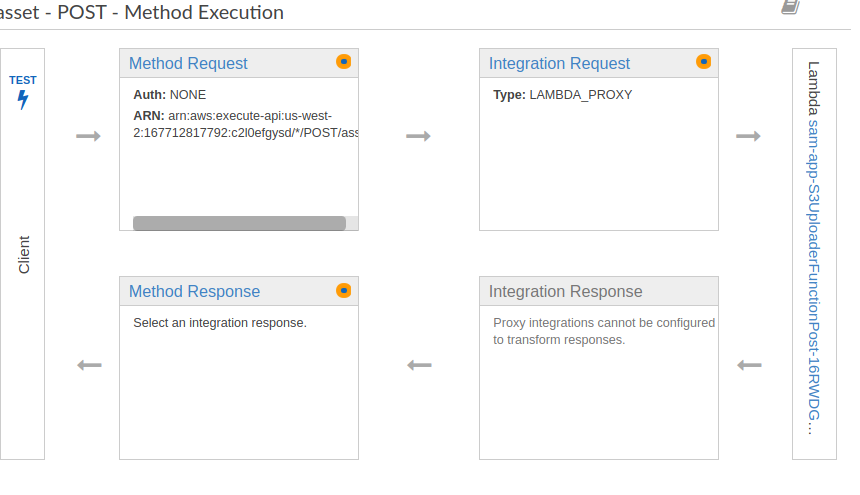 asset - POST - Method Execution
TEST
Client
Method Request
Auth: NONE
ARN: arn:aws:execute-api:us-west-
2:167712817792:c2l0efgysd/*/POST/ass
Integration Request
Type: LAMBDA_PROXY
Lambda sam-app-S3UploaderFunctionPost-16RWDG...
Method Response
Select an integration response.
Integration Response
Proxy integrations cannot be configured
to transform responses.